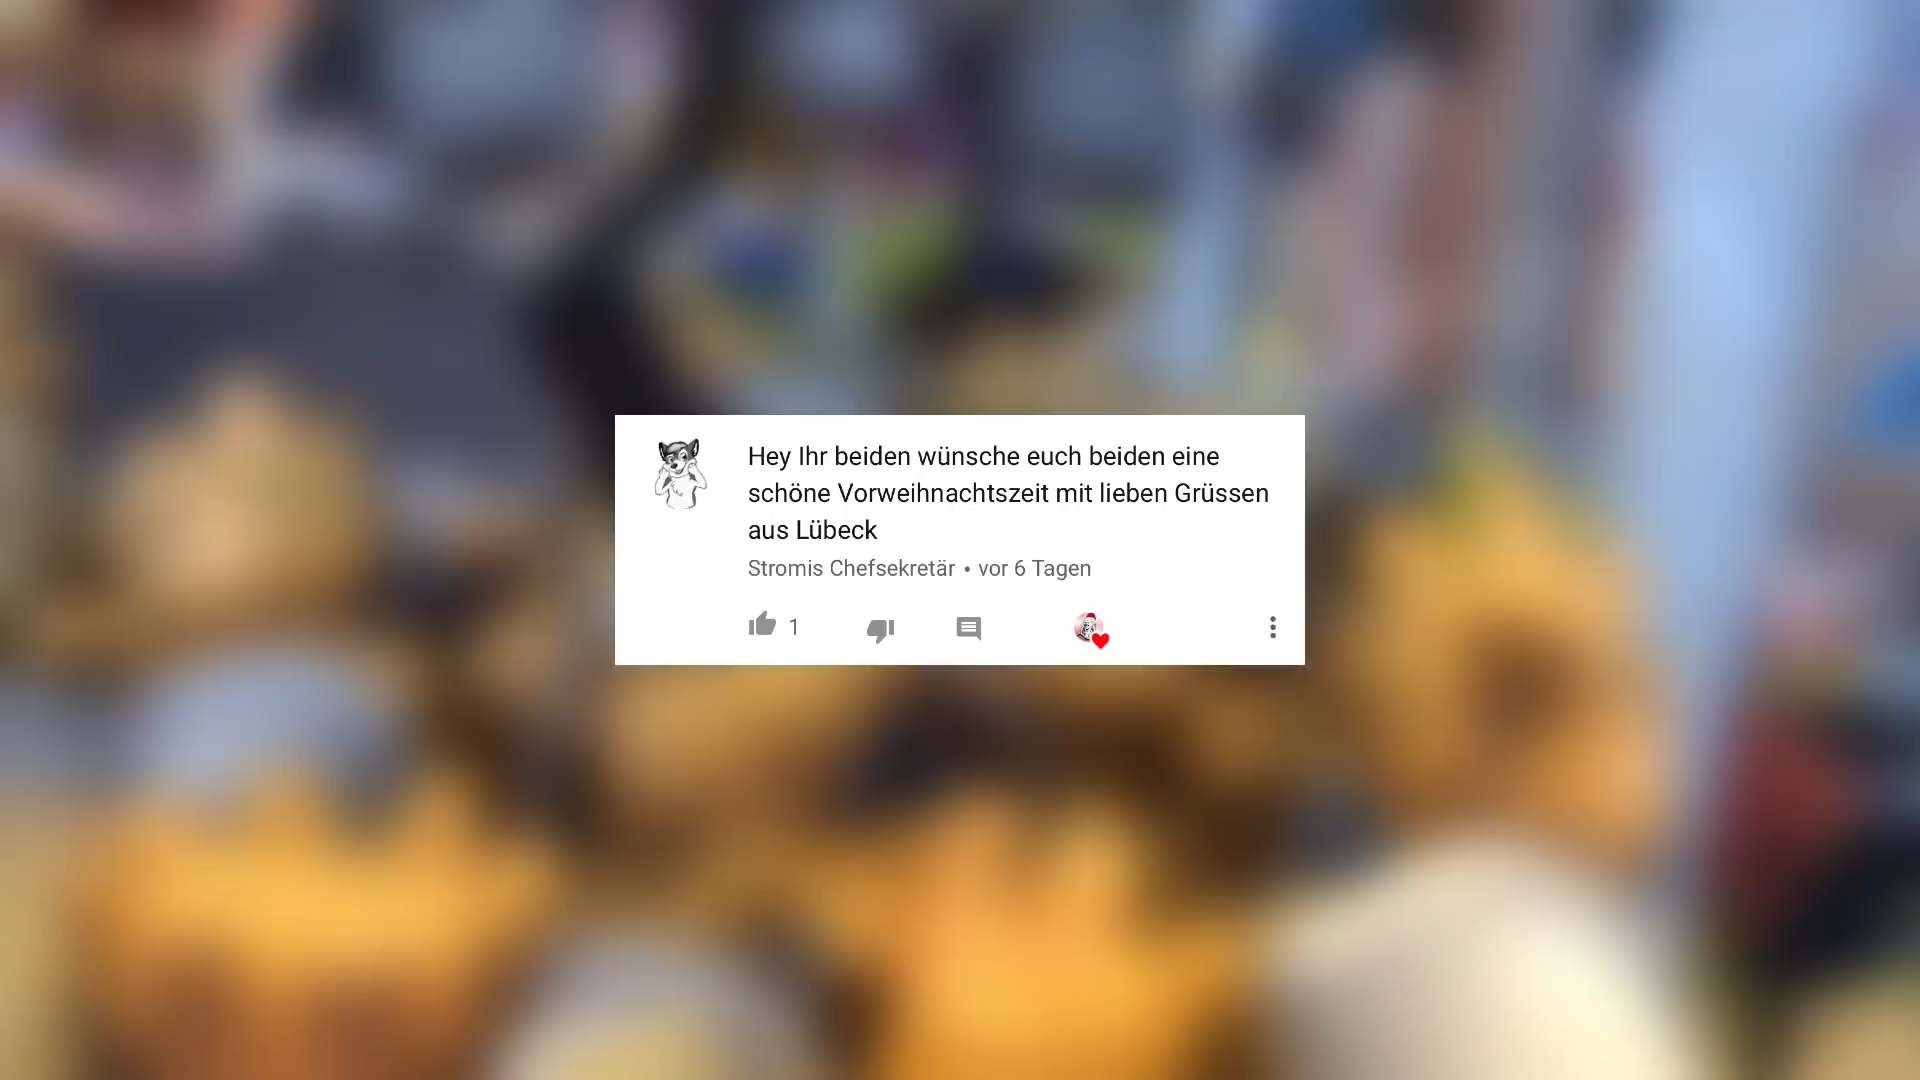 Hey Ihr beiden wünsche euch beiden eine
schöne Vorweihnachtszeit mit lieben Grüssen
aus Lübeck
Stromis Chefsekretär • vor 6 Tagen
1